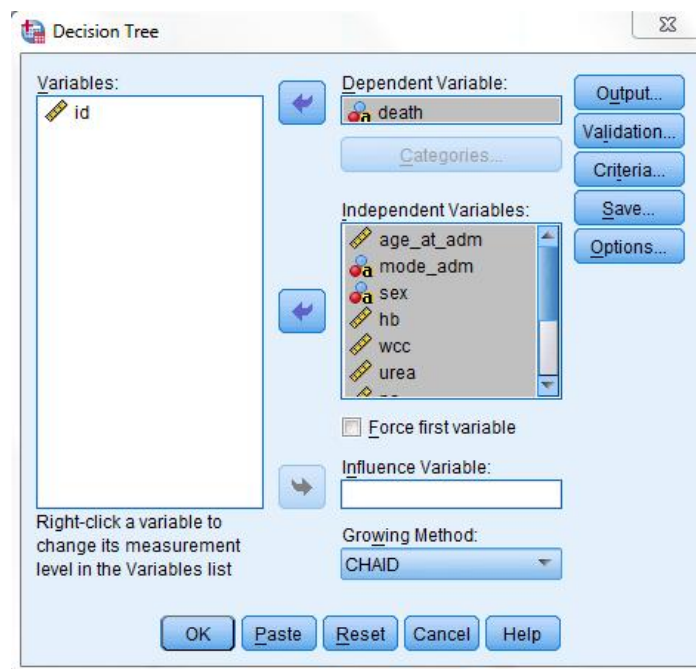 Decision Tree
Variables:
id
Right-click a variable to
change its measurement
level in the Variables list
Dependent Variable:
death
Categories...
Independent Variables:
age_at_adm
mode_adm
sex
hb
wcc
urea
Force first variable
Influence Variable:
Growing Method:
CHAID
Output...
Validation...
Criteria...
Save...
Options...
OK Paste Reset Cancel Help